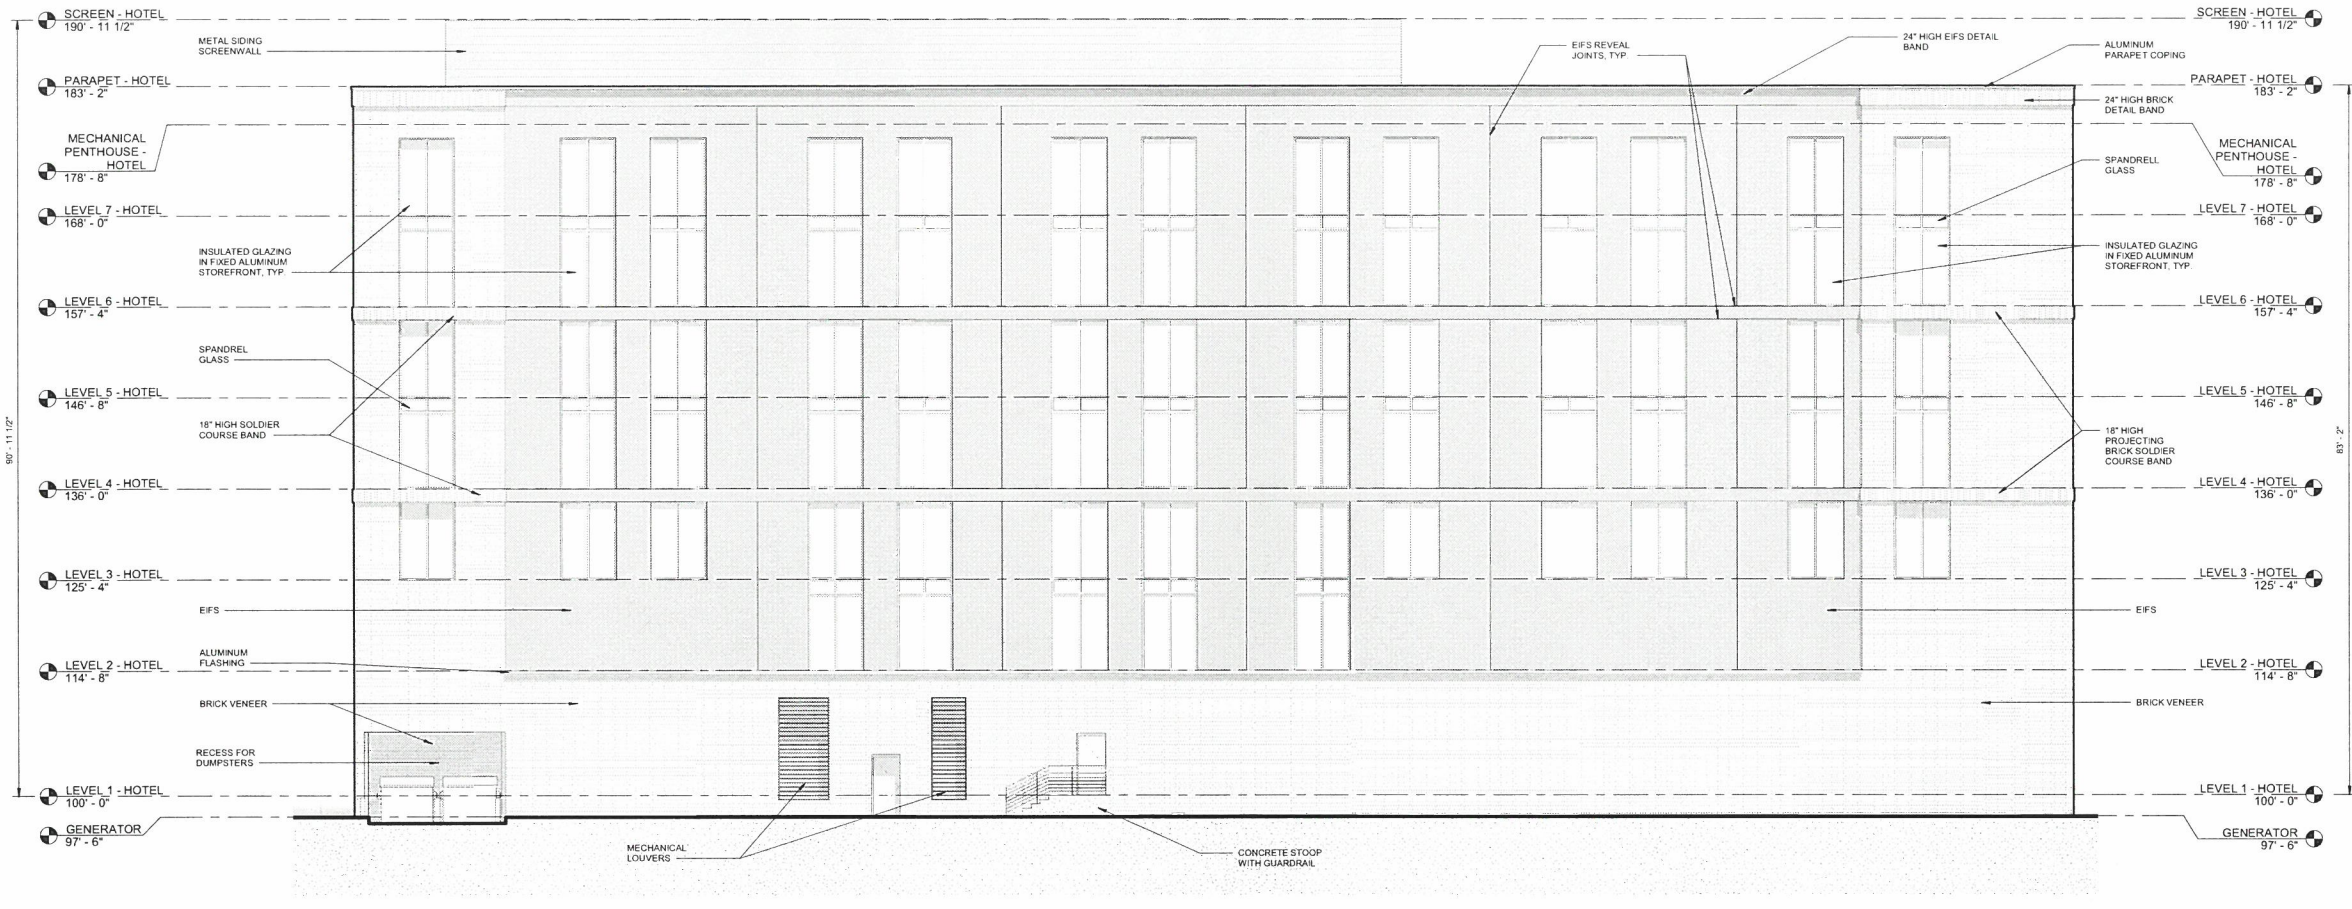 SCREEN - HOTEL
190' - 11 1/2"
METAL SIDING
SCREENWALL
PARAPET - HOTEL
183' - 2"
MECHANICAL
PENTHOUSE -
HOTEL
178' - 8"
LEVEL 7 - HOTEL
168' - 0"
INSULATED GLAZING
IN FIXED ALUMINUM
STOREFRONT, TYP.
LEVEL 6 - HOTEL
157' - 4"
SPANDREL
GLASS
LEVEL 5 - HOTEL
146' - 8"
18" HIGH SOLDIER
COURSE BAND
90' - 11 1/2"
LEVEL 4 - HOTEL
136' - 0"
LEVEL 3 - HOTEL
125' - 4"
EIFS
ALUMINUM
FLASHING
LEVEL 2 - HOTEL
114' - 8"
BRICK VENEER
RECESS FOR
DUMPSTERS
LEVEL 1 - HOTEL
100' - 0"
GENERATOR
97' - 6"
MECHANICAL
LOUVERS
CONCRETE STOOP
WITH GUARDRAIL
EIFS REVEAL
JOINTS, TYP.
24" HIGH EIFS DETAIL
BAND
SCREEN - HOTEL
190' - 11 1/2"
ALUMINUM
PARAPET COPING
PARAPET - HOTEL
183' - 2"
24" HIGH BRICK
DETAIL BAND
MECHANICAL
PENTHOUSE -
HOTEL
178' - 8"
SPANDRELL
GLASS
LEVEL 7 - HOTEL
168' - 0"
INSULATED GLAZING
IN FIXED ALUMINUM
STOREFRONT, TYP.
LEVEL 6 - HOTEL
157' - 4"
LEVEL 5 - HOTEL
146' - 8"
18" HIGH
PROJECTING
BRICK SOLDIER
COURSE BAND
83' - 2"
LEVEL 4 - HOTEL
136' - 0"
LEVEL 3 - HOTEL
125' - 4"
EIFS
LEVEL 2 - HOTEL
114' - 8"
BRICK VENEER
LEVEL 1 - HOTEL
100' - 0"
GENERATOR
97' - 6"